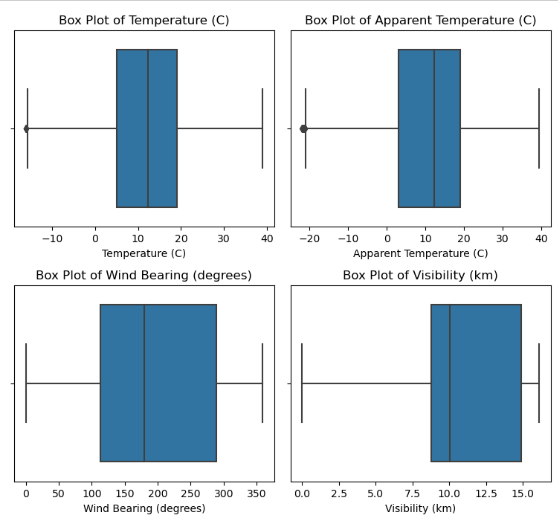 Box Plot of Temperature (C)
Box Plot of Apparent Temperature (C)
−10 0 10 20 30 40
−20 −10 0 10 20 30 40
Temperature (C)
Apparent Temperature (C)
Box Plot of Wind Bearing (degrees)
Box Plot of Visibility (km)
0 50 100 150 200 250 300 350
0.0 2.5 5.0 7.5 10.0 12.5 15.0
Wind Bearing (degrees)
Visibility (km)